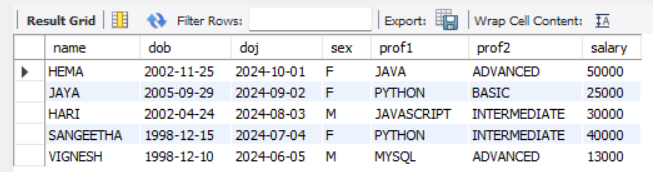 Result Grid Filter Rows: Export: Wrap Cell Content: IA
name dob doj sex prof1 prof2 salary
HEMA 2002-11-25 2024-10-01 F JAVA ADVANCED 50000
JAYA 2005-09-29 2024-09-02 F PYTHON BASIC 25000
HARI 2002-04-24 2024-08-03 M JAVASCRIPT INTERMEDIATE 30000
SANGEETHA 1998-12-15 2024-07-04 F PYTHON INTERMEDIATE 40000
VIGNESH 1998-12-10 2024-06-05 M MYSQL ADVANCED 13000